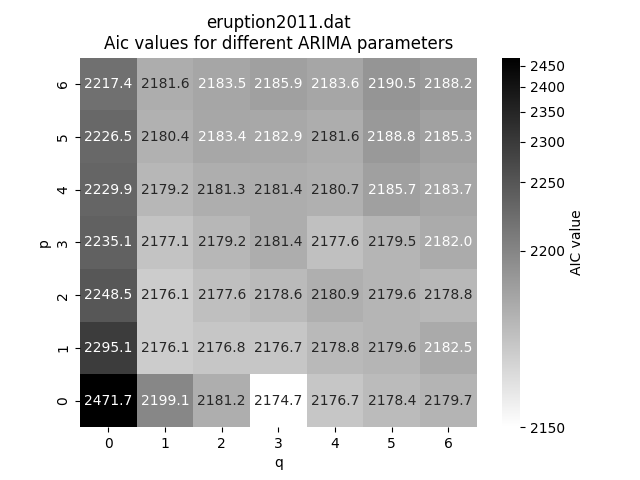 eruption2011.dat
Aic values for different ARIMA parameters
6 2217.4 2181.6 2183.5 2185.9 2183.6 2190.5 2188.2
5 2226.5 2180.4 2183.4 2182.9 2181.6 2188.8 2185.3
4 2229.9 2179.2 2181.3 2181.4 2180.7 2185.7 2183.7
3 2235.1 2177.1 2179.2 2181.4 2177.6 2179.5 2182.0
2 2248.5 2176.1 2177.6 2178.6 2180.9 2179.6 2178.8
1 2295.1 2176.1 2176.8 2176.7 2178.8 2179.6 2182.5
0 2471.7 2199.1 2181.2 2174.7 2176.7 2178.4 2179.7
0 1 2 3 4 5 6
p
q
2450
2400
2350
2300
2250
2200
2150
AIC value